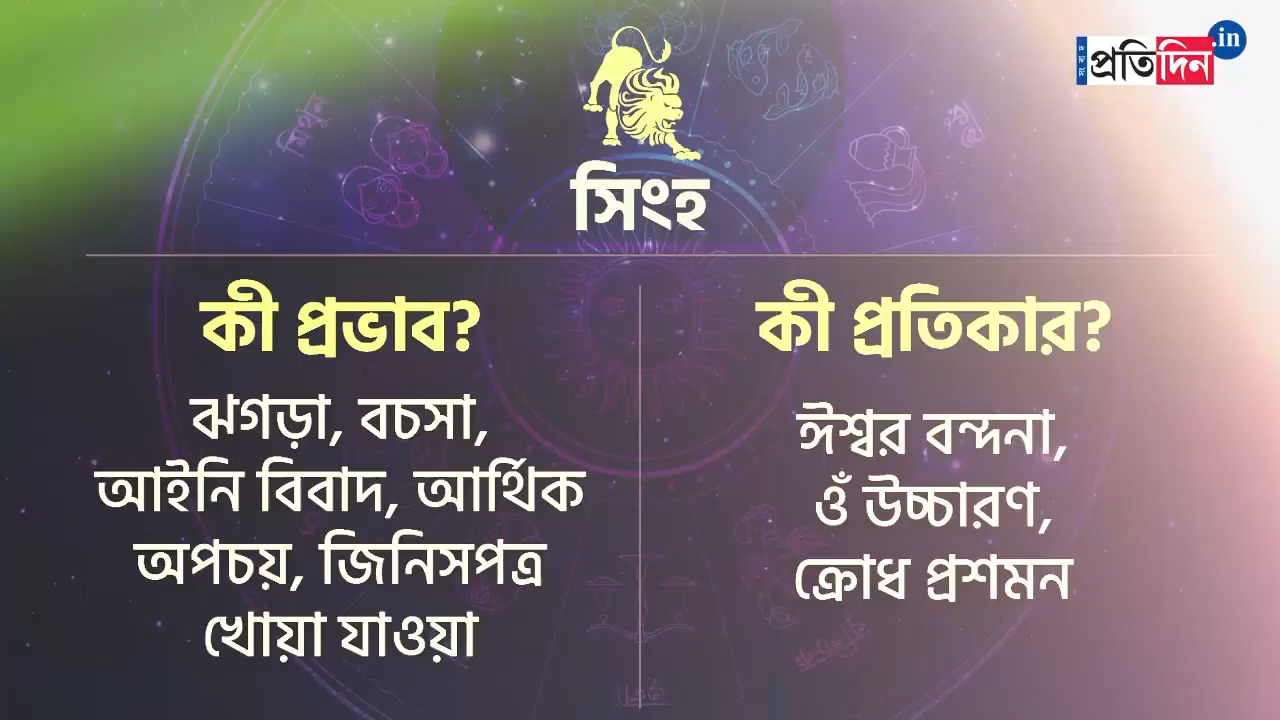 সংবাদ প্রতিদিন .in
সিংহ
কী প্রভাব?
ঝগড়া, বচসা,
আইনি বিবাদ, আর্থিক
অপচয়, জিনিসপত্র
খোয়া যাওয়া
কী প্রতিকার?
ঈশ্বর বন্দনা,
ওঁ উচ্চারণ,
ক্রোধ প্রশমন